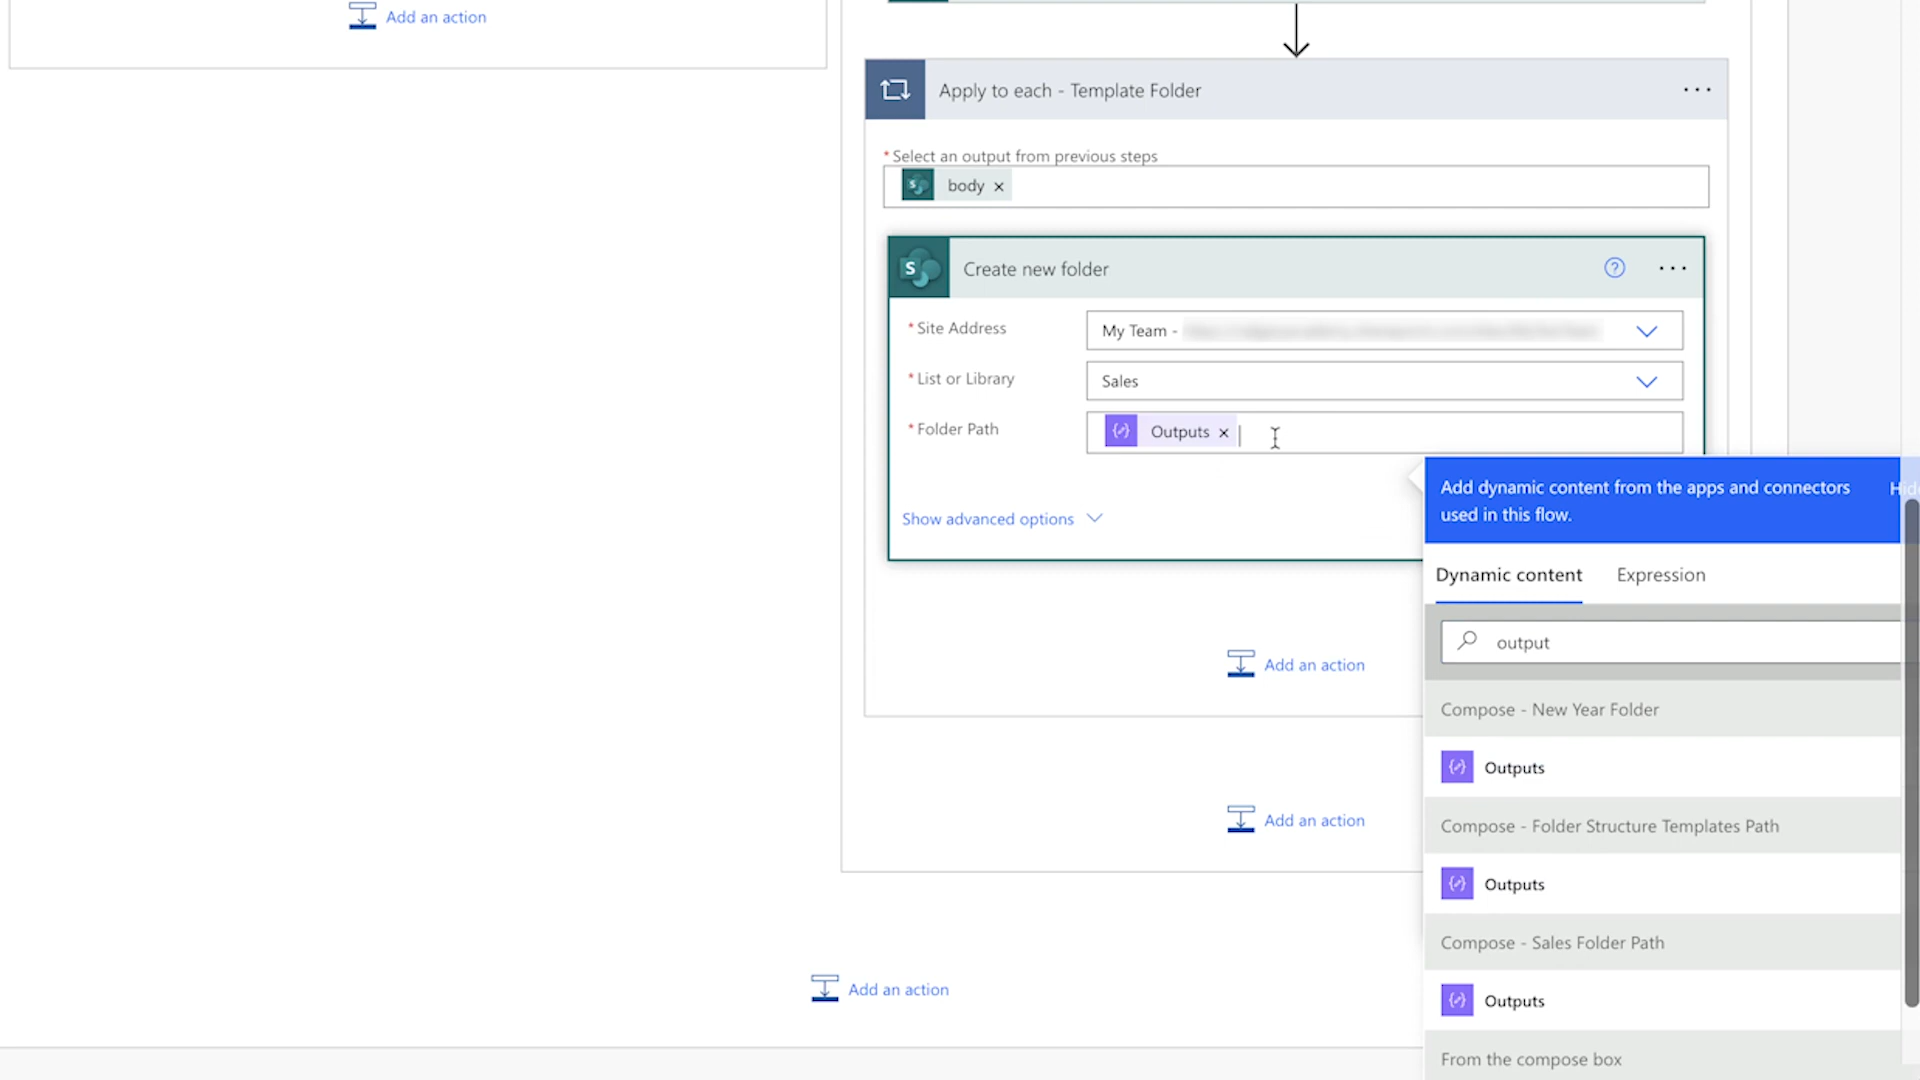 Add an action
Apply to each - Template Folder
* Select an output from previous steps
body ×
Create new folder
* Site Address
My Team -
* List or Library
Sales
* Folder Path
Outputs ×
Show advanced options
Add dynamic content from the apps and connectors
used in this flow.
Dynamic content Expression
output
Compose - New Year Folder
Outputs
Compose - Folder Structure Templates Path
Outputs
Compose - Sales Folder Path
Outputs
From the compose box
Add an action
Add an action
Add an action